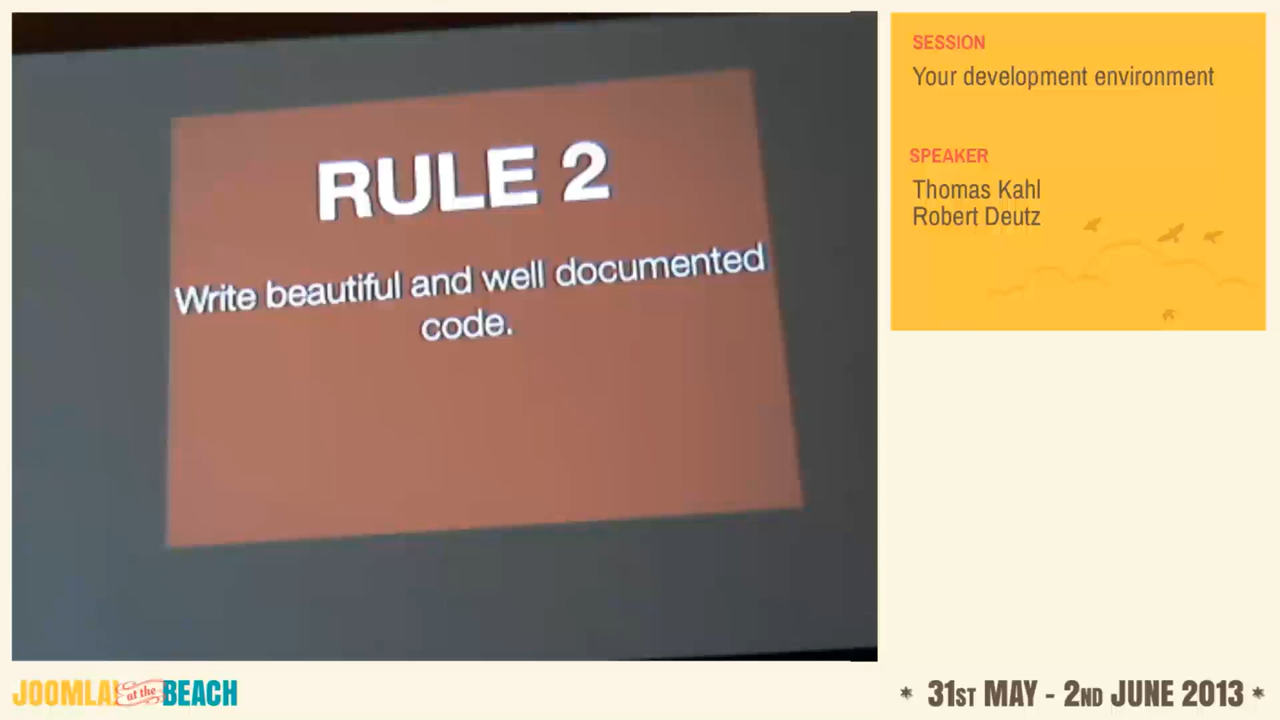 RULE 2
Write beautiful and well documented
code.
SESSION
Your development environment
SPEAKER
Thomas Kahl
Robert Deutz
JOOMLA! at the BEACH
* 31ST MAY - 2ND JUNE 2013 *